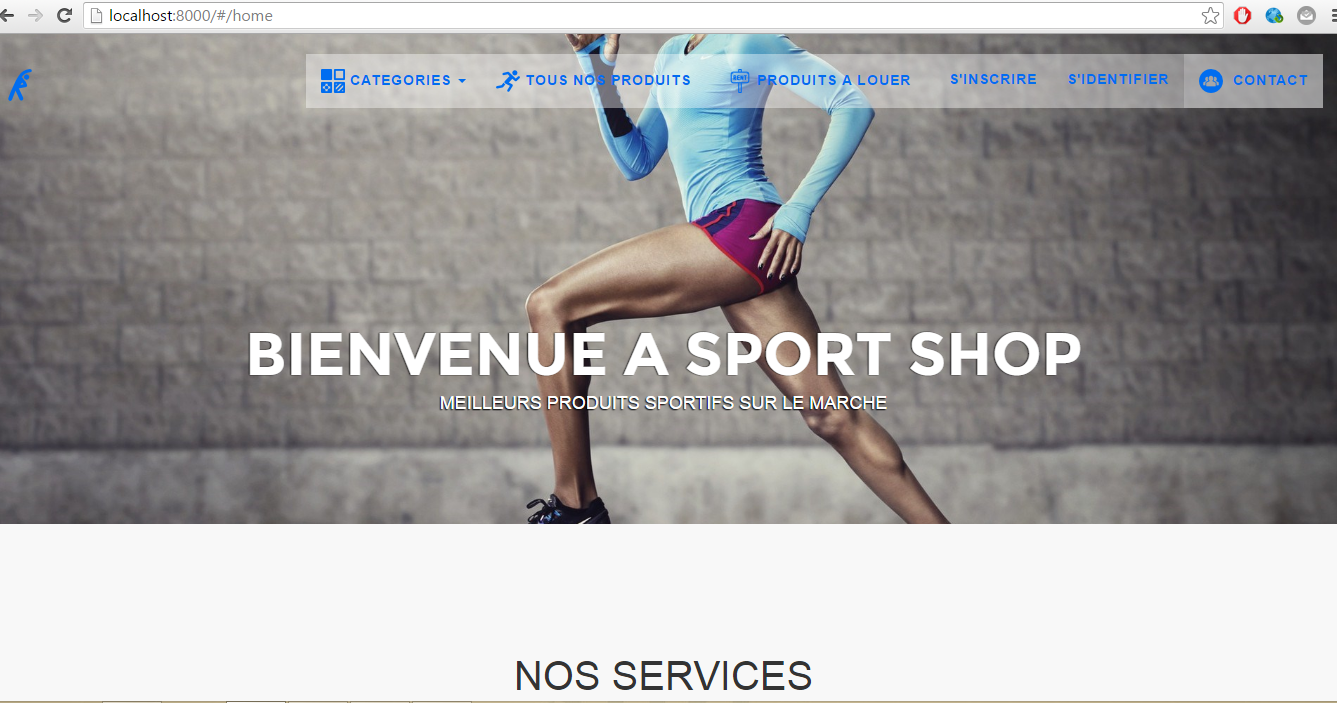 localhost:8000/#/home
CATEGORIES TOUS NOS PRODUITS RENT PRODUITS A LOUER S'INSCRIRE S'IDENTIFIER CONTACT
BIENVENUE A SPORT SHOP
MEILLEURS PRODUITS SPORTIFS SUR LE MARCHE
NOS SERVICES